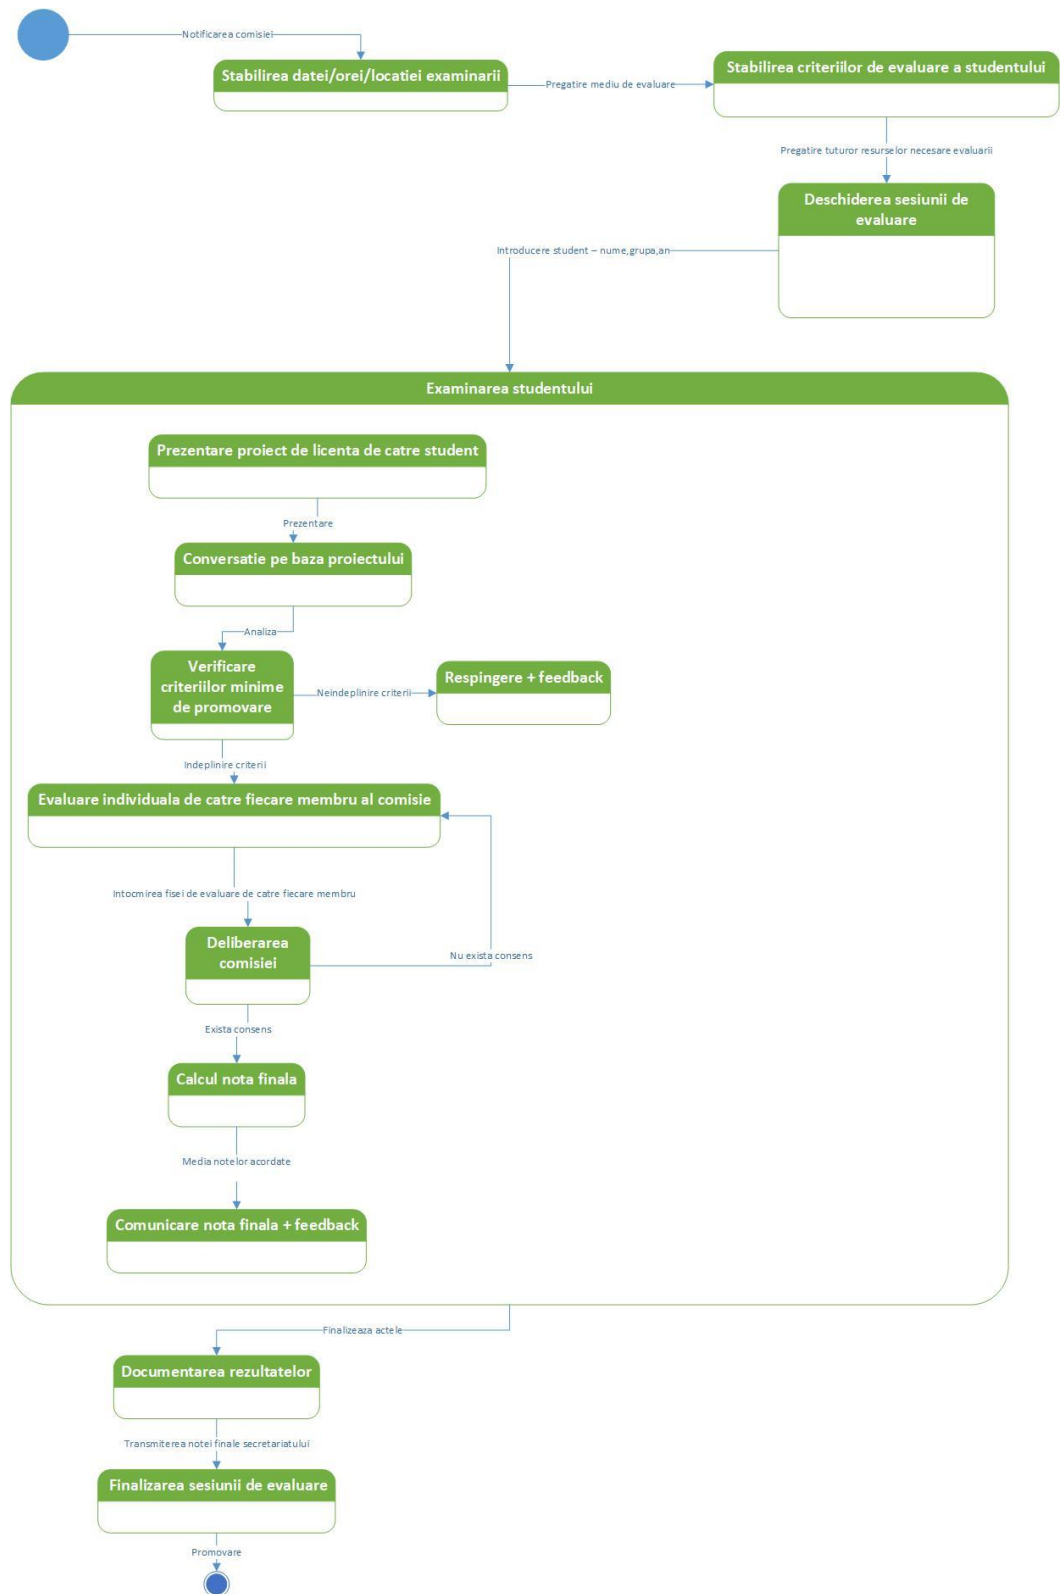 Notificarea comisiei
Stabilirea datei/orei/locatiei examinarii
Pregatire mediu de evaluare
Stabilirea criteriilor de evaluare a studentului
Pregatire tuturor resurselor necesare evaluarii
Deschiderea sesiunii de
evaluare
Introducere student – nume,grupa,an
Examinarea studentului
Prezentare proiect de licenta de catre student
Prezentare
Conversatie pe baza proiectului
Analiza
Verificare
criteriilor minime
de promovare
Neindeplinire criterii
Respingere + feedback
Indeplinire criterii
Evaluare individuala de catre fiecare membru al comisie
Intocmirea fisei de evaluare de catre fiecare membru
Deliberarea
comisiei
Nu exista consens
Exista consens
Calcul nota finala
Media notelor acordate
Comunicare nota finala + feedback
Finalizeaza actele
Documentarea rezultatelor
Transmiterea notei finale secretariatului
Finalizarea sesiunii de evaluare
Promovare